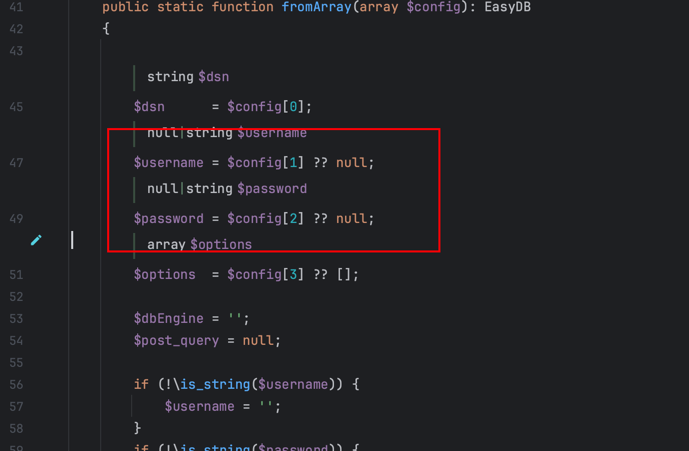 41 public static function fromArray(array $config): EasyDB
42 {
43
string $dsn
45 $dsn      = $config[0];
null|string $username
47 $username = $config[1] ?? null;
null|string $password
49 $password = $config[2] ?? null;
array $options
51 $options  = $config[3] ?? [];
52
53 $dbEngine = '';
54 $post_query = null;
55
56 if (!\is_string($username)) {
57 $username = '';
58 }
59 if (!\is_string($password)) {